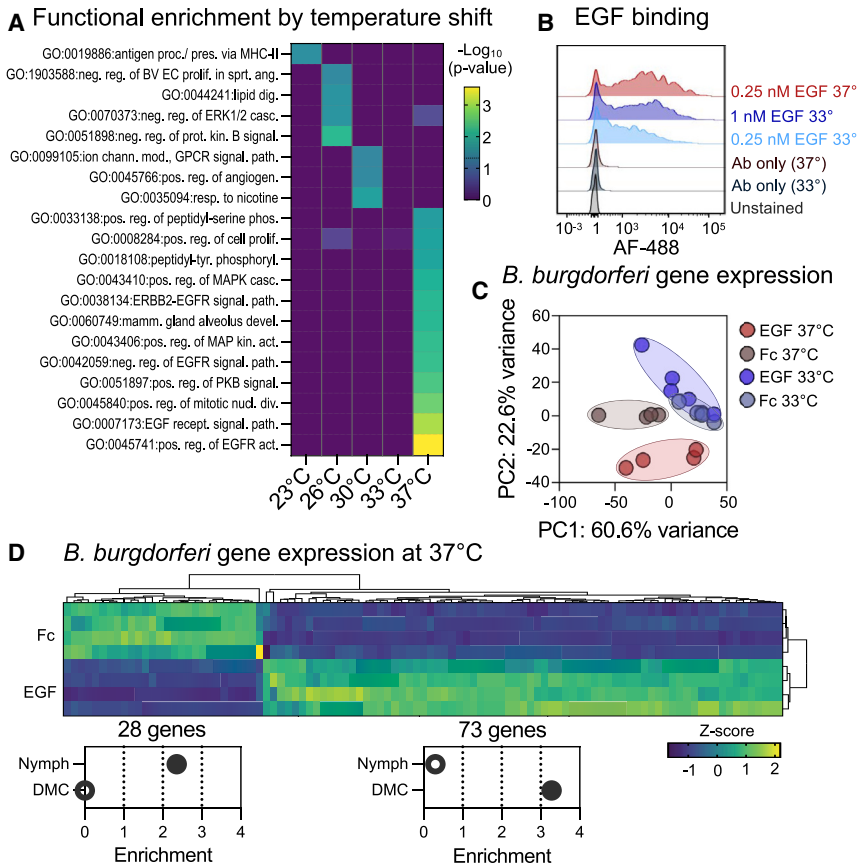 A Functional enrichment by temperature shift
GO:0019886:antigen proc./ pres. via MHC-II
GO:1903588:neg. reg. of BV EC prolif. in sprt. ang.
GO:0044241:lipid dig.
GO:0070373:neg. reg. of ERK1/2 casc.
GO:0051898:neg. reg. of prot. kin. B signal.
GO:0099105:ion chann. mod., GPCR signal. path.
GO:0045766:pos. reg. of angiogen.
GO:0035094:resp. to nicotine
GO:0033138:pos. reg. of peptidyl-serine phos.
GO:0008284:pos. reg. of cell prolif.
GO:0018108:peptidyl-tyr. phosphoryl.
GO:0043410:pos. reg. of MAPK casc.
GO:0038134:ERBB2-EGFR signal. path.
GO:0060749:mamm. gland alveolus devel.
GO:0043406:pos. reg. of MAP kin. act.
GO:0042059:neg. reg. of EGFR signal. path.
GO:0051897:pos. reg. of PKB signal.
GO:0045840:pos. reg. of mitotic nucl. div.
GO:0007173:EGF recept. signal. path.
GO:0045741:pos. reg. of EGFR act.
23°C 26°C 30°C 33°C 37°C
-Log10
(p-value)
3
2
1
0
B EGF binding
0.25 nM EGF 37°
1 nM EGF 33°
0.25 nM EGF 33°
Ab only (37°)
Ab only (33°)
Unstained
10-3 1 103 104 105
AF-488
C B. burgdorferi gene expression
PC2: 22.6% variance
60
40
20
0
-20
-40
-100 -50 0 50
PC1: 60.6% variance
EGF 37°C
Fc 37°C
EGF 33°C
Fc 33°C
D B. burgdorferi gene expression at 37°C
Fc
EGF
28 genes
Nymph
DMC
0 1 2 3 4
Enrichment
73 genes
Nymph
DMC
0 1 2 3 4
Enrichment
Z-score
-1 0 1 2